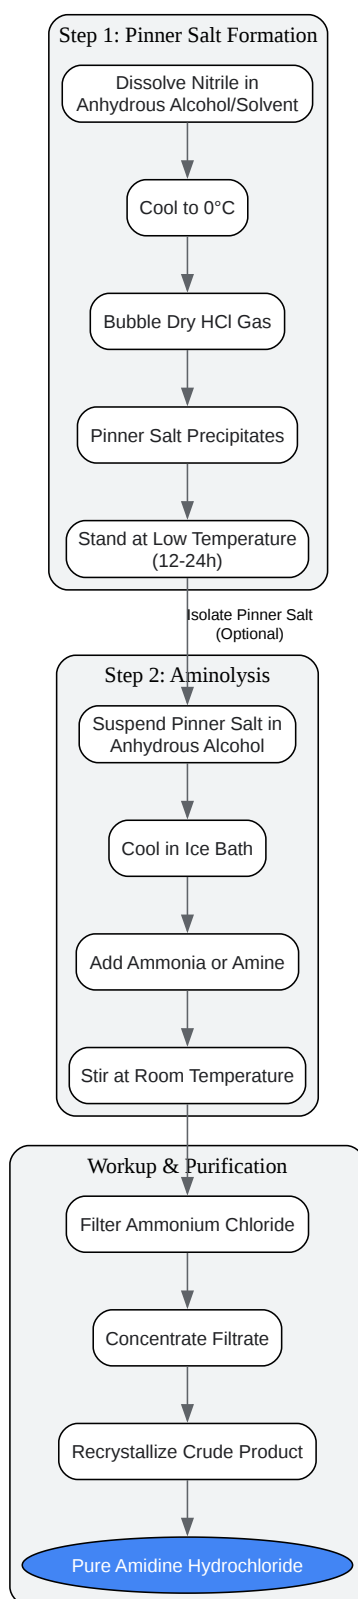 Step 1: Pinner Salt Formation
Dissolve Nitrile in
Anhydrous Alcohol/Solvent
Cool to 0°C
Bubble Dry HCl Gas
Pinner Salt Precipitates
Stand at Low Temperature
(12-24h)
Isolate Pinner Salt
(Optional)
Step 2: Aminolysis
Suspend Pinner Salt in
Anhydrous Alcohol
Cool in Ice Bath
Add Ammonia or Amine
Stir at Room Temperature
Workup & Purification
Filter Ammonium Chloride
Concentrate Filtrate
Recrystallize Crude Product
Pure Amidine Hydrochloride